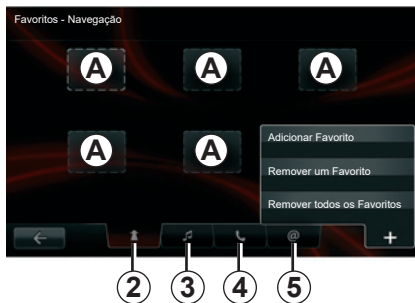 Favoritos - Navegação
A A A
A A
Adicionar Favorito
Remover um Favorito
Remover todos os Favoritos
@ +
2 3 4 5